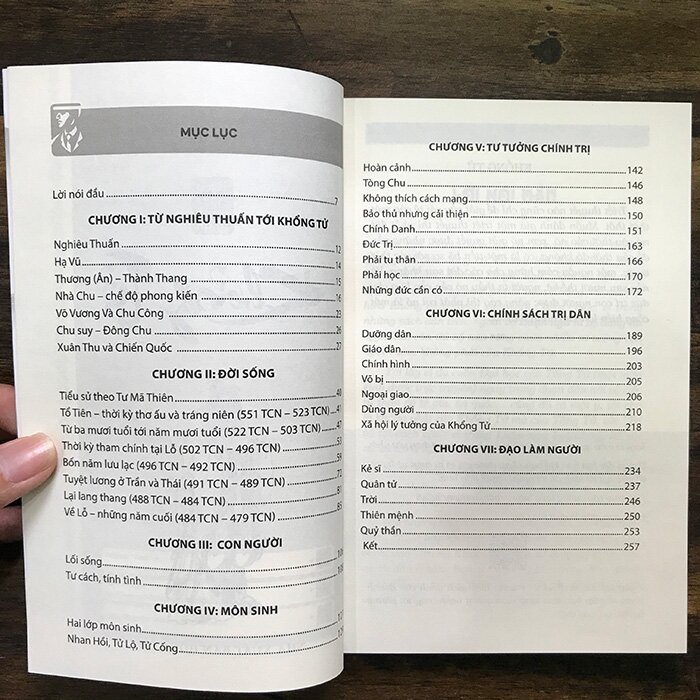 MỤC LỤC
Lời nói đầu 7
CHƯƠNG I: TỪ NGHIÊU THUẤN TỚI KHỔNG TỬ
Nghiêu Thuấn 12
Hạ Vũ 14
Thương (Ân) – Thành Thang 15
Nhà Chu – chế độ phong kiến 16
Võ Vương Và Chu Công 23
Chu suy – Đông Chu 26
Xuân Thu và Chiến Quốc 27
CHƯƠNG II: ĐỜI SỐNG
Tiểu sử theo Tư Mã Thiên 40
Tổ Tiên – thời kỳ thơ ấu và tráng niên (551 TCN – 523 TCN) 41
Từ ba mươi tuổi tới năm mươi tuổi (522 TCN – 503 TCN) 47
Thời kỳ tham chính tại Lỗ (502 TCN – 496 TCN) 53
Bốn năm lưu lạc (496 TCN – 492 TCN) 59
Tuyệt lương ở Trần và Thái (491 TCN – 489 TCN) 72
Lại lang thang (488 TCN – 484 TCN) 81
Về Lỗ – những năm cuối (484 TCN – 479 TCN) 85
CHƯƠNG III: CON NGƯỜI
Lối sống
Tư cách, tính tình
CHƯƠNG IV: MÔN SINH
Hai lớp môn sinh
Nhan Hồi, Tử Lộ, Tử Cống
CHƯƠNG V: TƯ TƯỞNG CHÍNH TRỊ
Hoàn cảnh 142
Tòng Chu 146
Không thích cách mạng 148
Bảo thủ nhưng cải thiện 150
Chính Danh 151
Đức Trị 163
Phải tu thân 166
Phải học 170
Những đức cần có 172
CHƯƠNG VI: CHÍNH SÁCH TRỊ DÂN
Dưỡng dân 189
Giáo dân 196
Chính hình 203
Võ bị 205
Ngoại giao 206
Dùng người 210
Xã hội lý tưởng của Khổng Tử 218
CHƯƠNG VII: ĐẠO LÀM NGƯỜI
Kẻ sĩ 234
Quân tử 237
Trời 246
Thiên mệnh 250
Quỷ thần 253
Kết 257